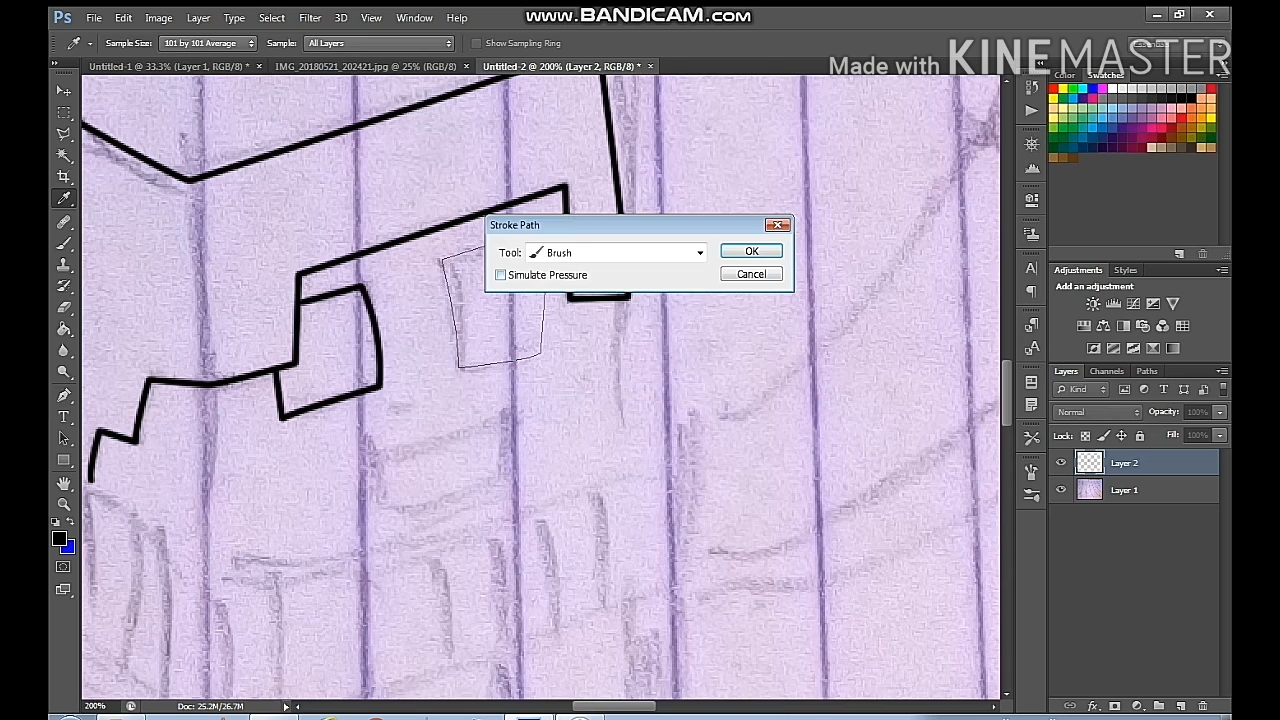 www.BANDICAM.com
Ps File Edit Image Layer Type Select Filter 3D View Window Help
Sample Size: 101 by 101 Average Sample: All Layers Show Sampling Ring
Made with KINEMASTER
Untitled-1 @ 33.3% (Layer 1, RGB/8) * × IMG_20180521_202421.jpg @ 25% (RGB/8) × Untitled-2 @ 200% (Layer 2, RGB/8) * ×
Color Swatches
Stroke Path
Tool: Brush OK
Simulate Pressure Cancel
Adjustments Styles
Add an adjustment
Layers Channels Paths
Kind
Normal Opacity: 100%
Lock: Fill: 100%
Layer 2
Layer 1
200% Doc: 25.2M/26.7M